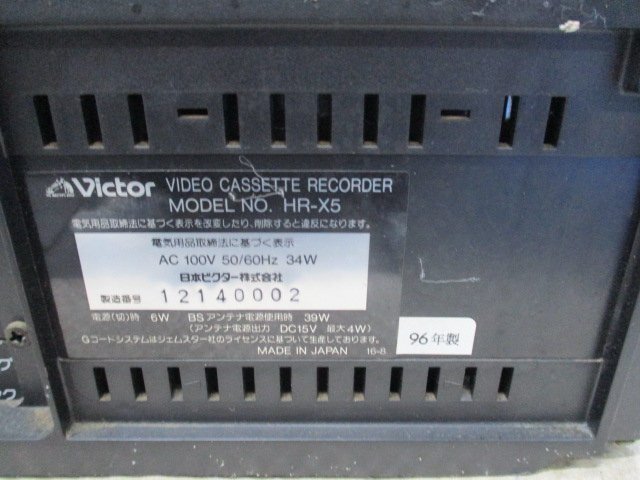 Victor VIDEO CASSETTE RECORDER
MODEL NO. HR-X5
電気用品取締法に基づく表示を改変したり、削除すると違反になります。
電気用品取締法に基づく表示
AC 100V 50/60Hz 34W
日本ビクター株式会社
製造番号 12140002
電源(切)時 6W BSアンテナ電源使用時 39W
(アンテナ電源出力 DC15V 最大4W)
Gコードシステムはジェムスター社のライセンスに基づいて生産しております。
MADE IN JAPAN 16-8
96年製